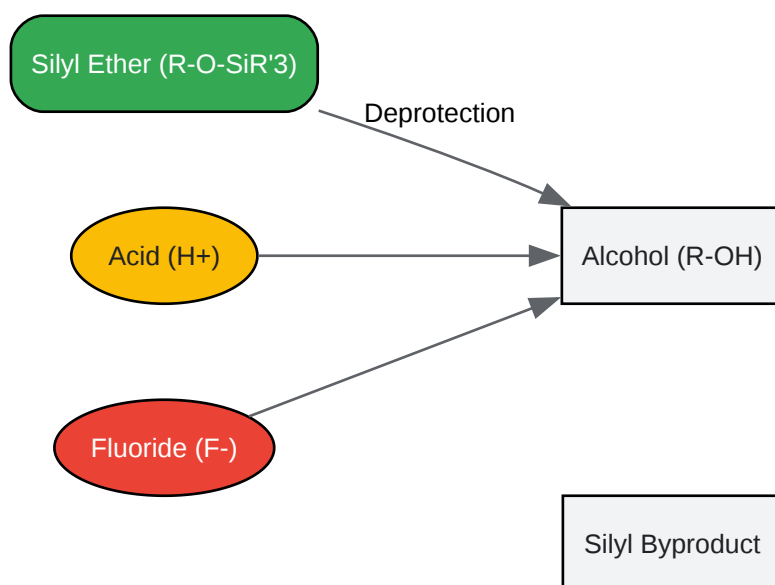 Silyl Ether (R-O-SiR'3)
Deprotection
Acid (H+)
Alcohol (R-OH)
Fluoride (F-)
Silyl Byproduct